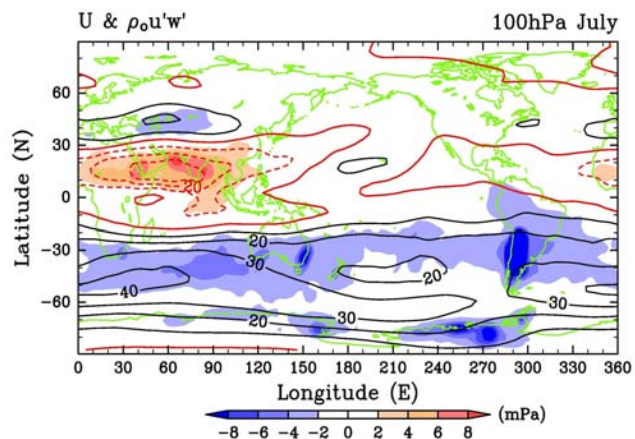 U & ρ₀u'w' 100hPa July
Latitude (N)
60
30
0
−30
−60
20
20
30
20
40
30
30
20
0 30 60 90 120 150 180 210 240 270 300 330 360
Longitude (E)
−8 −6 −4 −2 0 2 4 6 8 (mPa)